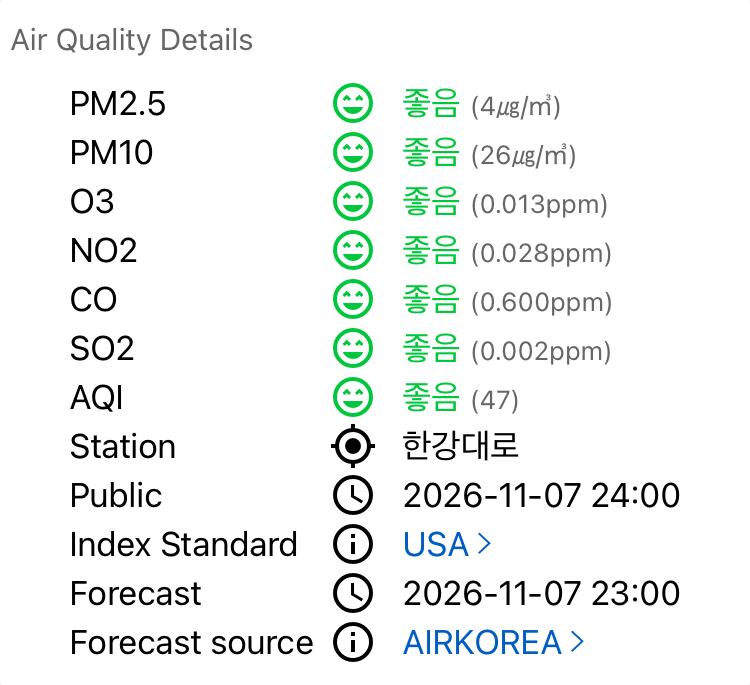 Air Quality Details
PM2.5 좋음 (4㎍/㎥)
PM10 좋음 (26㎍/㎥)
O3 좋음 (0.013ppm)
NO2 좋음 (0.028ppm)
CO 좋음 (0.600ppm)
SO2 좋음 (0.002ppm)
AQI 좋음 (47)
Station 한강대로
Public 2026-11-07 24:00
Index Standard USA >
Forecast 2026-11-07 23:00
Forecast source AIRKOREA >